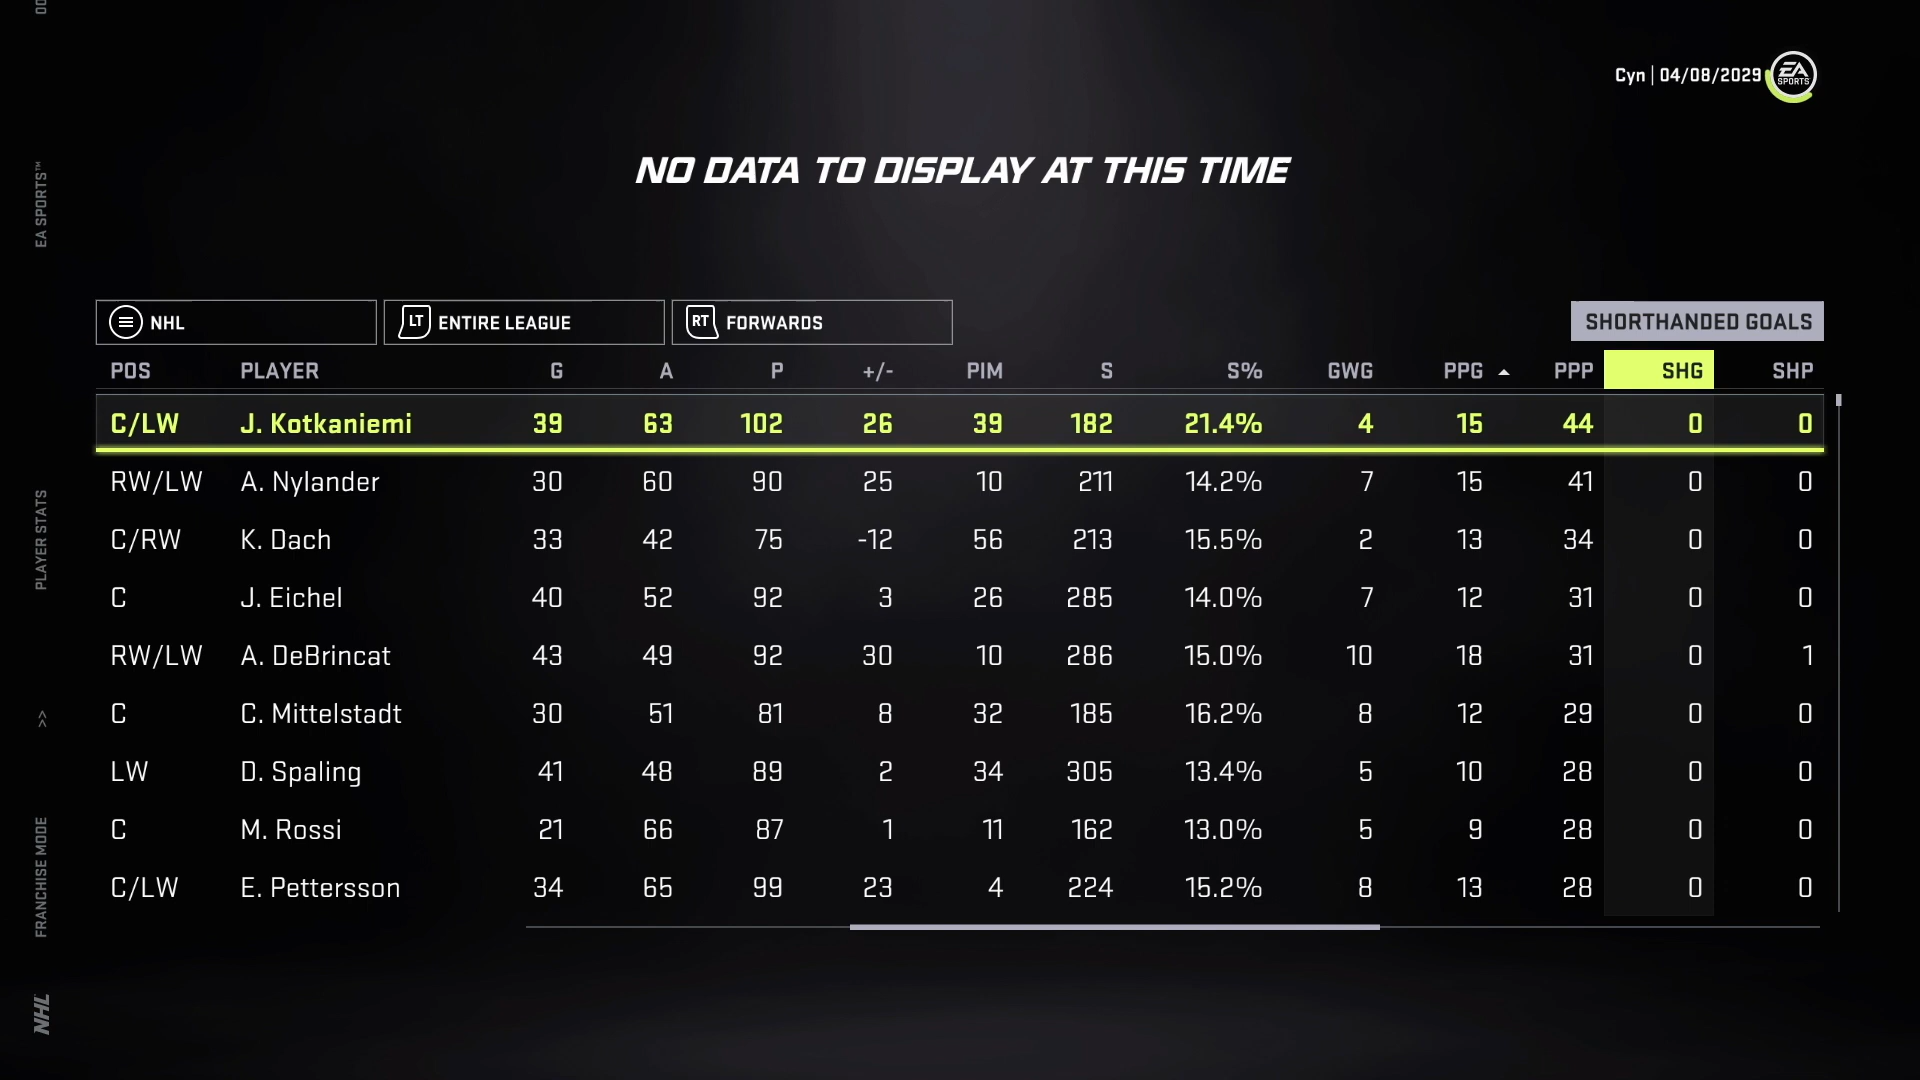 Cyn | 04/08/2029
EA SPORTS
NO DATA TO DISPLAY AT THIS TIME
NHL LT ENTIRE LEAGUE RT FORWARDS SHORTHANDED GOALS
POS PLAYER G A P +/- PIM S S% GWG PPG PPP SHG SHP
C/LW J. Kotkaniemi 39 63 102 26 39 182 21.4% 4 15 44 0 0
RW/LW A. Nylander 30 60 90 25 10 211 14.2% 7 15 41 0 0
C/RW K. Dach 33 42 75 -12 56 213 15.5% 2 13 34 0 0
C J. Eichel 40 52 92 3 26 285 14.0% 7 12 31 0 0
RW/LW A. DeBrincat 43 49 92 30 10 286 15.0% 10 18 31 0 1
C C. Mittelstadt 30 51 81 8 32 185 16.2% 8 12 29 0 0
LW D. Spaling 41 48 89 2 34 305 13.4% 5 10 28 0 0
C M. Rossi 21 66 87 1 11 162 13.0% 5 9 28 0 0
C/LW E. Pettersson 34 65 99 23 4 224 15.2% 8 13 28 0 0
NHL FRANCHISE MODE >> PLAYER STATS EA SPORTS™